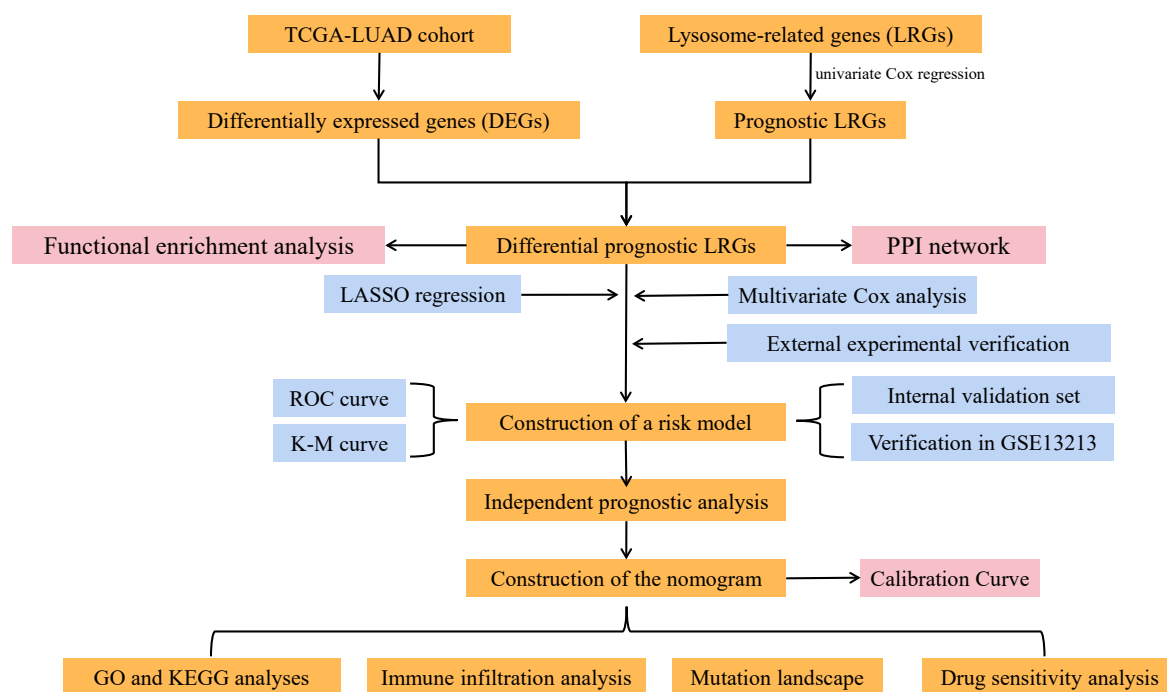 TCGA-LUAD cohort
Lysosome-related genes (LRGs)
univariate Cox regression
Differentially expressed genes (DEGs)
Prognostic LRGs
Functional enrichment analysis
Differential prognostic LRGs
PPI network
LASSO regression
Multivariate Cox analysis
External experimental verification
ROC curve
K-M curve
Construction of a risk model
Internal validation set
Verification in GSE13213
Independent prognostic analysis
Construction of the nomogram
Calibration Curve
GO and KEGG analyses
Immune infiltration analysis
Mutation landscape
Drug sensitivity analysis